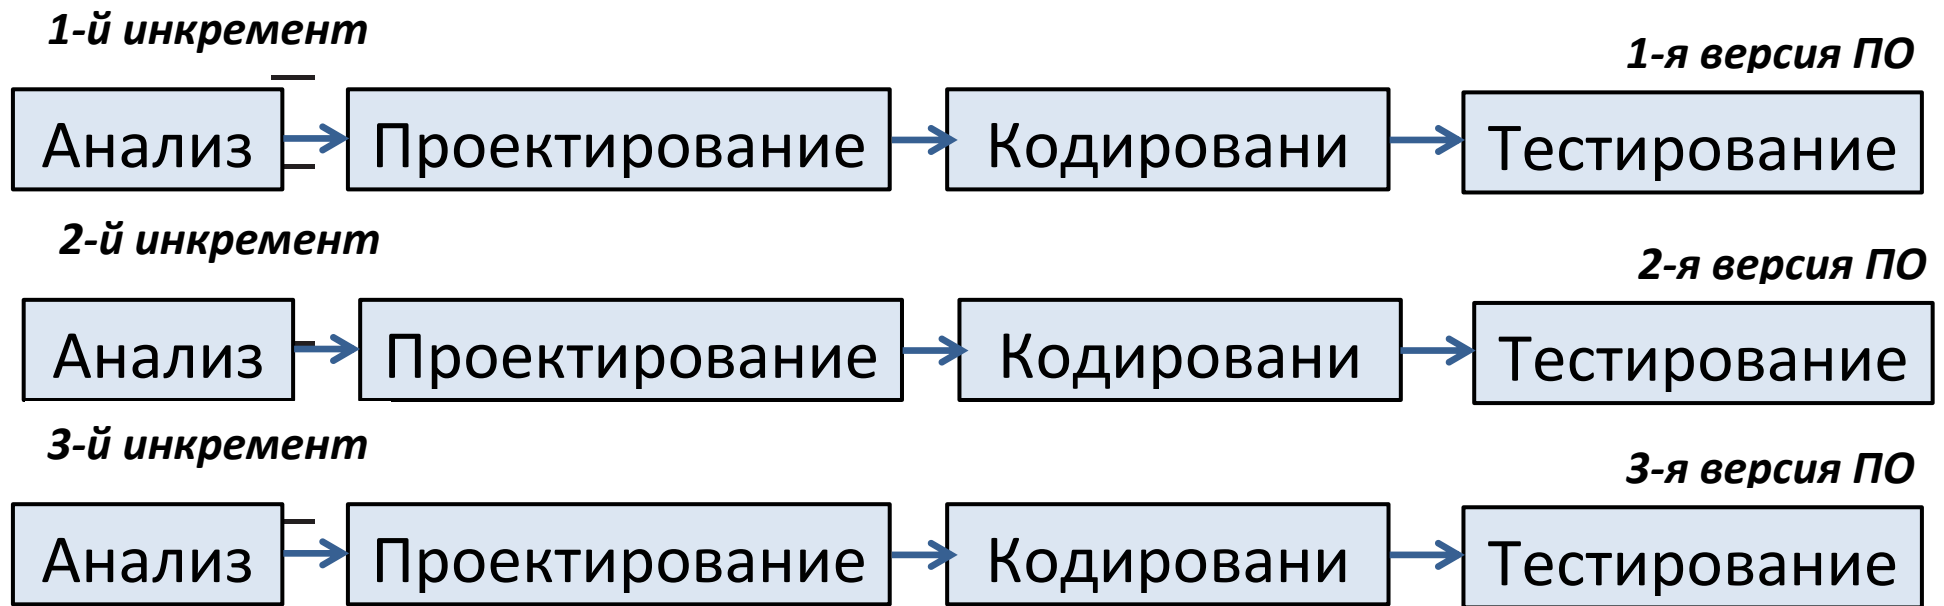 1-й инкремент
1-я версия ПО
Анализ Проектирование Кодировани Тестирование
2-й инкремент
2-я версия ПО
Анализ Проектирование Кодировани Тестирование
3-й инкремент
3-я версия ПО
Анализ Проектирование Кодировани Тестирование